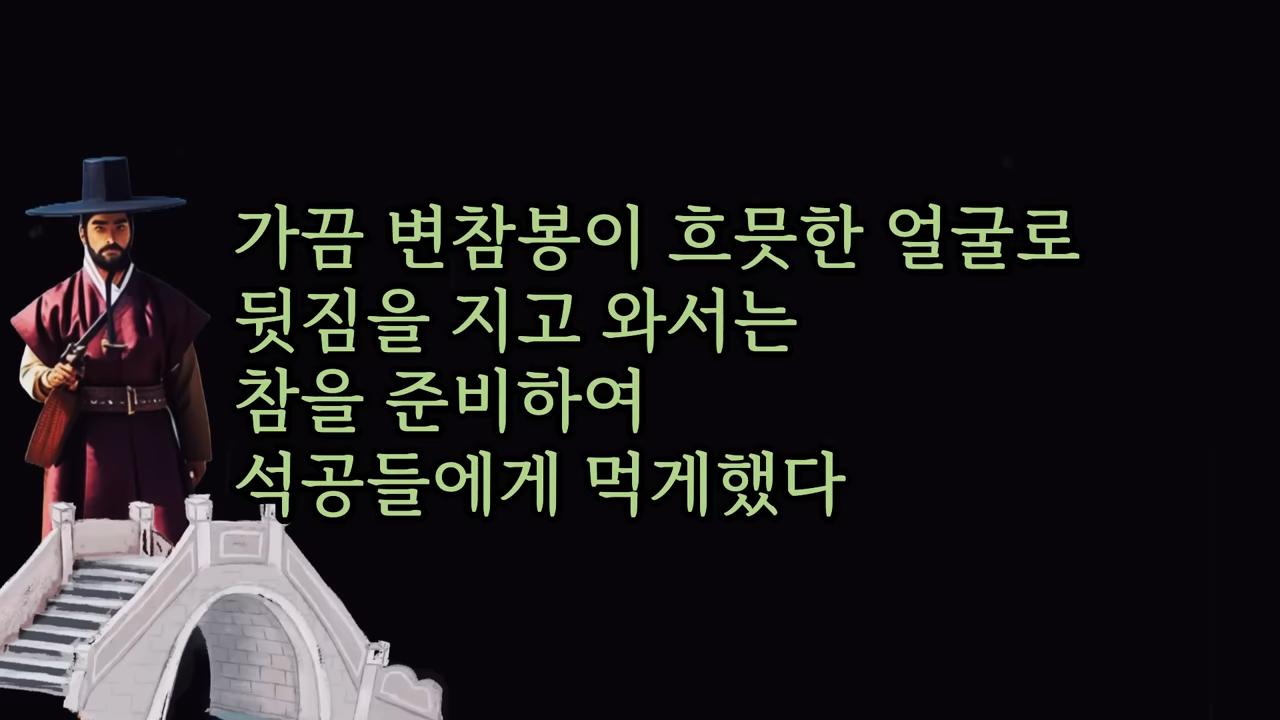 가끔 변참봉이 흐믓한 얼굴로
뒷짐을 지고 와서는
참을 준비하여
석공들에게 먹게했다